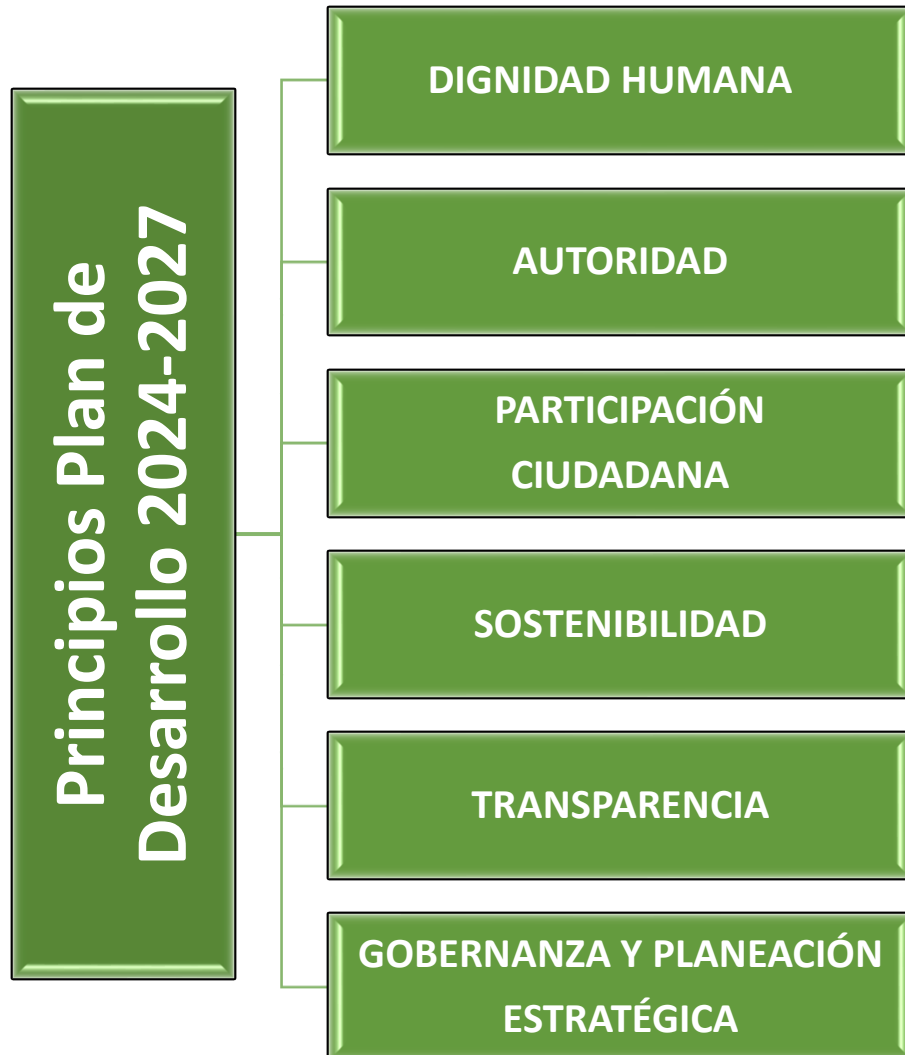 Principios Plan de
Desarrollo 2024-2027
DIGNIDAD HUMANA
AUTORIDAD
PARTICIPACIÓN
CIUDADANA
SOSTENIBILIDAD
TRANSPARENCIA
GOBERNANZA Y PLANEACIÓN
ESTRATÉGICA